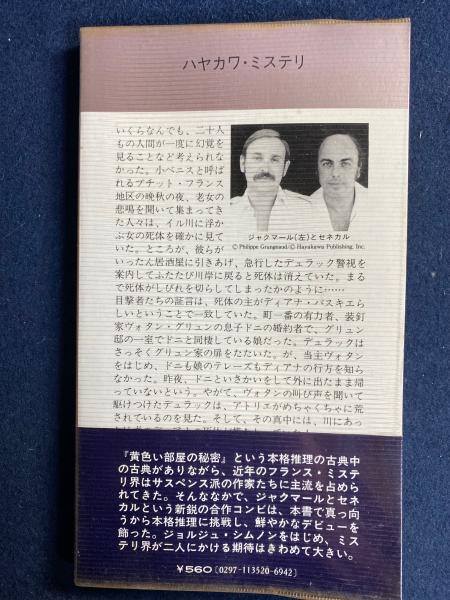 ハヤカワ・ミステリ
いくらなんでも、二十人
もの人間が一度に幻覚を
見ることなど考えられな
かった。小ベニスと呼ば
れるプチット・フランス
地区の晩秋の夜、老女の
悲鳴を聞いて集まってき
た人々は、イル川に浮か
ぶ女の死体を確かに見て
いた。ところが、彼らが
ジャクマール(左)とセネカル
© Philippe Grangeaud/© Hayakawa Publishing, Inc.
いったん居酒屋に引きあげ、急行したデュラック警視を
案内してふたたび川岸に戻ると死体は消えていた。まる
で死体がしびれを切らしてしまったかのように……
目撃者たちの証言は、死体の主がディアナ・パスキエら
しいということで一致していた。町一番の有力者、装釘
家ヴォタン・グリュンの息子ドニの婚約者で、グリュン
邸の一室でドニと同棲している娘だった。デュラックは
さっそくグリュン家の扉をたたいた。が、当主ヴォタン
をはじめ、ドニも娘のテレーズもディアナの行方を知ら
なかった。昨夜、ドニといさかいをして外に出たまま帰
っていないという。やがて、ヴォタンの叫び声を聞いて
駆けつけたデュラックは、アトリエがめちゃくちゃに荒
されているのを見た。そして、その真中には、川にあっ
『黄色い部屋の秘密』という本格推理の古典中
の古典がありながら、近年のフランス・ミステ
リ界はサスペンス派の作家たちに主流を占めら
れてきた。そんななかで、ジャクマールとセネ
カルという新鋭の合作コンビは、本書で真っ向
うから本格推理に挑戦し、鮮やかなデビューを
飾った。ジョルジュ・シムノンをはじめ、ミス
テリ界が二人にかける期待はきわめて大きい。
￥560〔0297-113520-6942〕